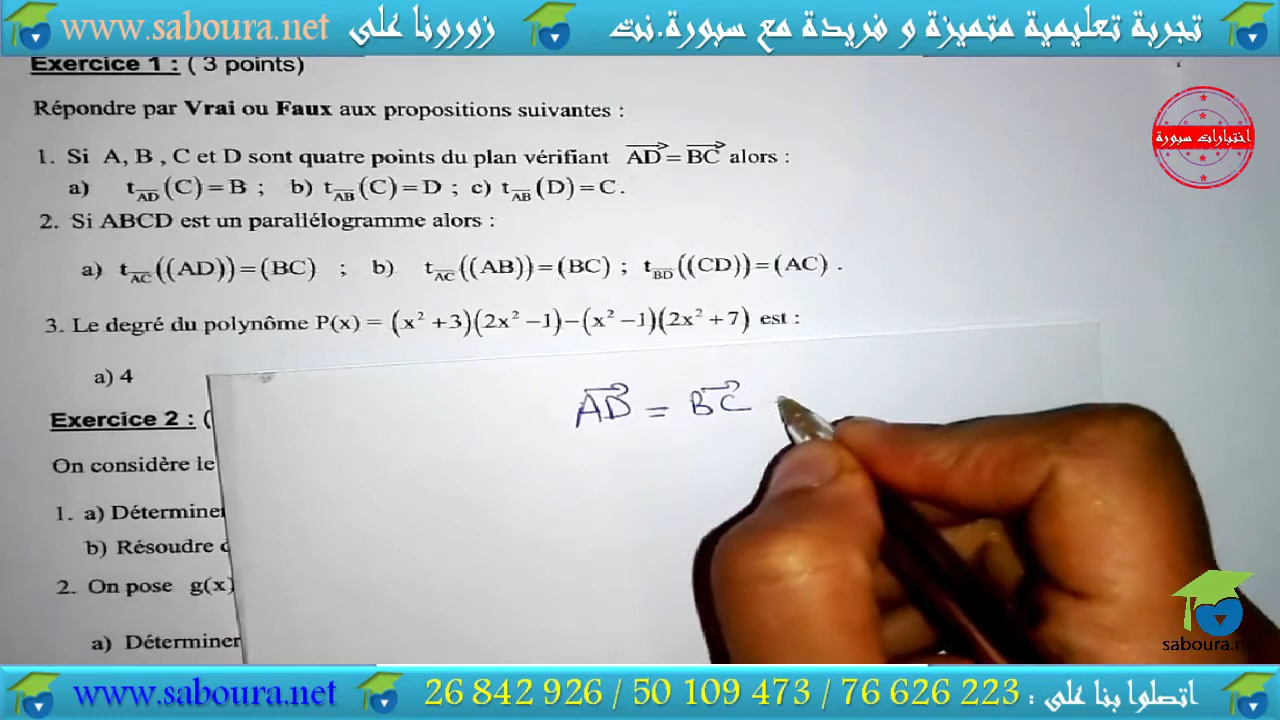 www.saboura.net زورونا على تجربة تعليمية متميزة و فريدة مع سبورة.نت
Exercice 1 : ( 3 points)
Répondre par Vrai ou Faux aux propositions suivantes :
اختبارات سبورة
1. Si A, B , C et D sont quatre points du plan vérifiant AD⃗ = BC⃗ alors :
a) t_AD⃗(C) = B ; b) t_AB⃗(C) = D ; c) t_AB⃗(D) = C.
2. Si ABCD est un parallélogramme alors :
a) t_AC⃗((AD)) = (BC) ; b) t_AC⃗((AB)) = (BC) ; t_BD⃗((CD)) = (AC) .
3. Le degré du polynôme P(x) = (x² +3)(2x² −1)−(x² −1)(2x² +7) est :
a) 4
AD⃗ = BC⃗
Exercice 2 : (
On considère le
1. a) Déterminer
b) Résoudre
2. On pose g(x)
a) Déterminer
saboura.n
www.saboura.net 26 842 926 / 50 109 473 / 76 626 223 : اتصلوا بنا على